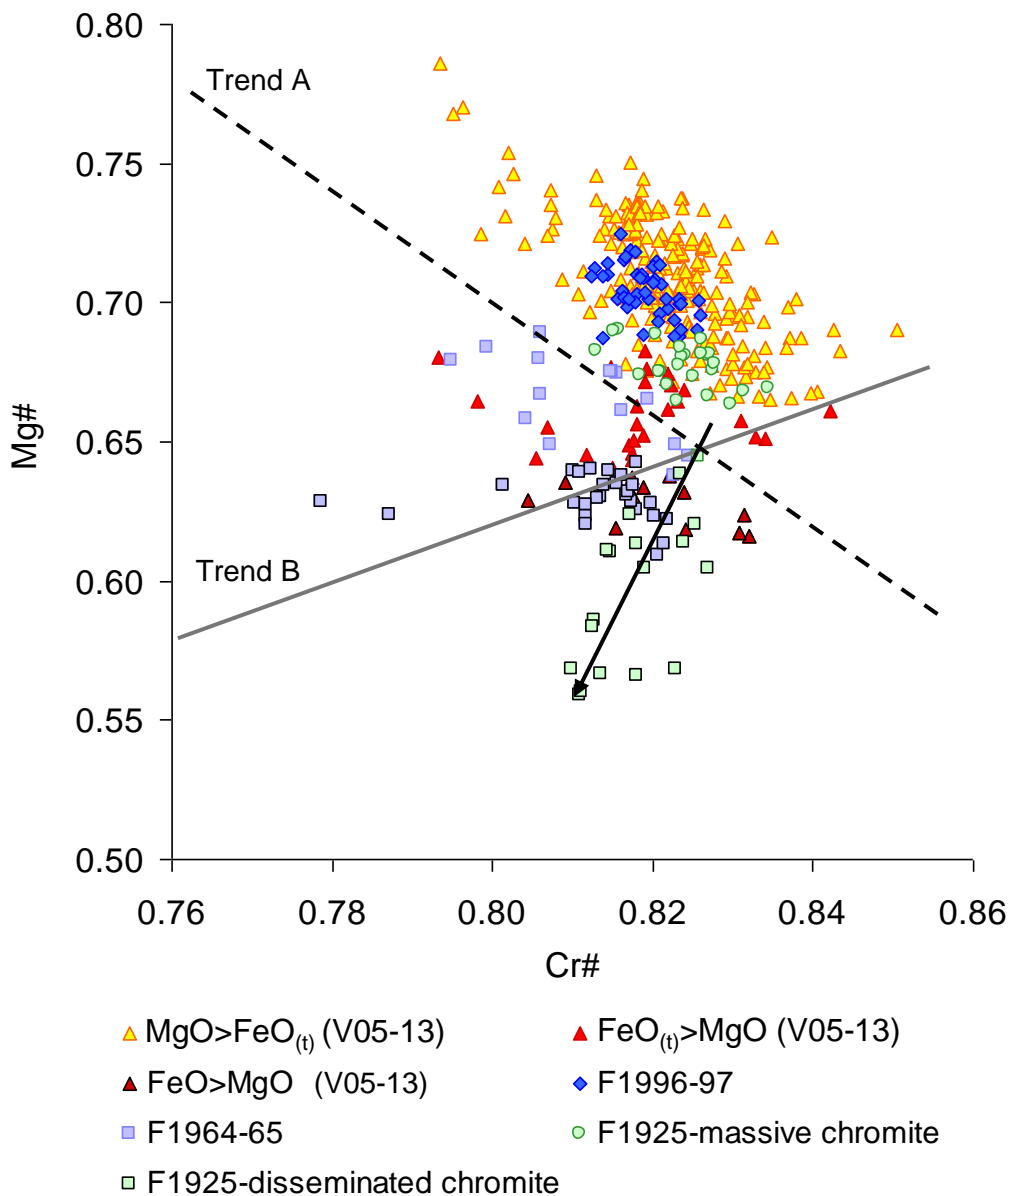 0.80
Trend A
0.75
0.70
Mg#
0.65
Trend B
0.60
0.55
0.50
0.76 0.78 0.80 0.82 0.84 0.86
Cr#
MgO>FeO(t) (V05-13) FeO(t)>MgO (V05-13)
FeO>MgO (V05-13) F1996-97
F1964-65 F1925-massive chromite
F1925-disseminated chromite